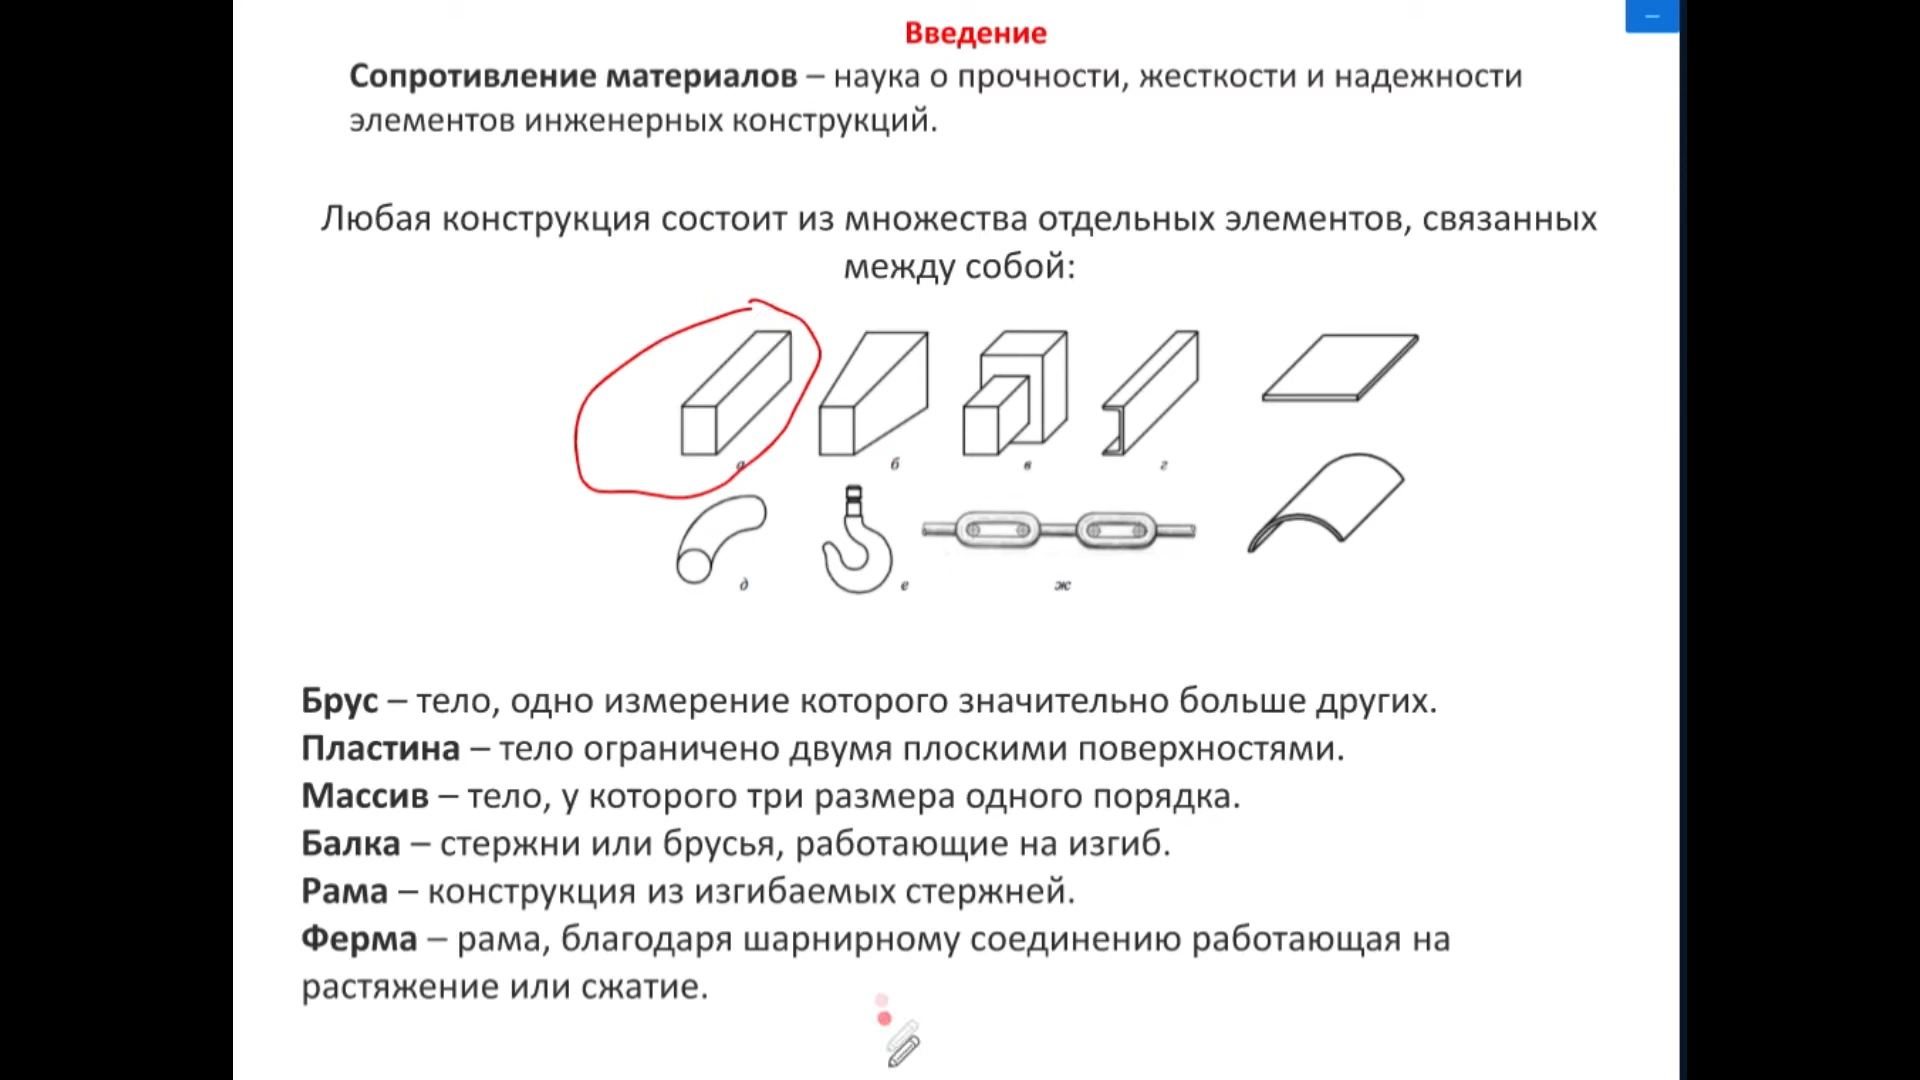 Введение
Сопротивление материалов – наука о прочности, жесткости и надежности
элементов инженерных конструкций.
Любая конструкция состоит из множества отдельных элементов, связанных
между собой:
а б в г
д е ж
Брус – тело, одно измерение которого значительно больше других.
Пластина – тело ограничено двумя плоскими поверхностями.
Массив – тело, у которого три размера одного порядка.
Балка – стержни или брусья, работающие на изгиб.
Рама – конструкция из изгибаемых стержней.
Ферма – рама, благодаря шарнирному соединению работающая на
растяжение или сжатие.